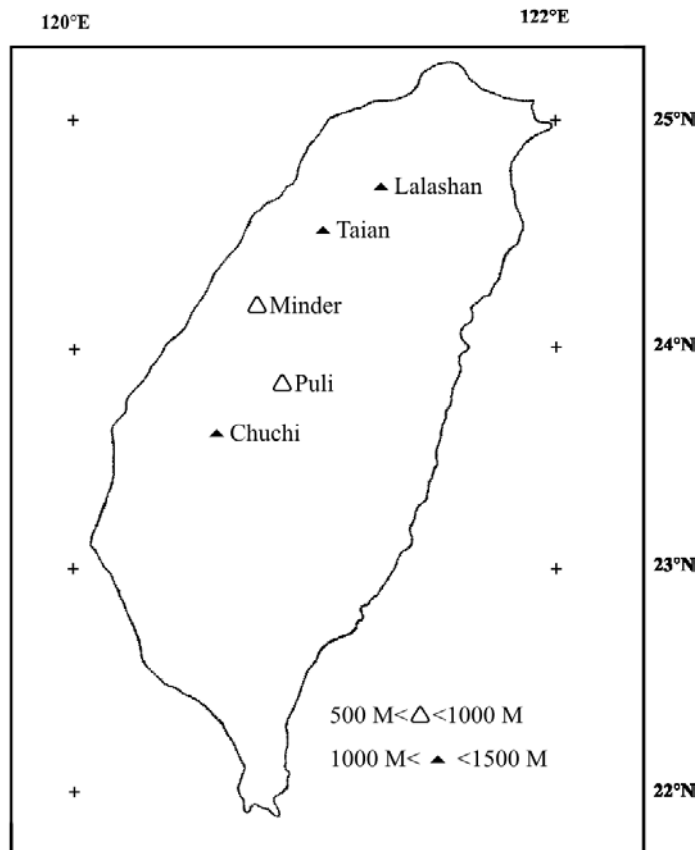 120°E
122°E
25°N
Lalashan
Taian
Minder
24°N
Puli
Chuchi
23°N
500 M<△<1000 M
1000 M< ▲ <1500 M
22°N